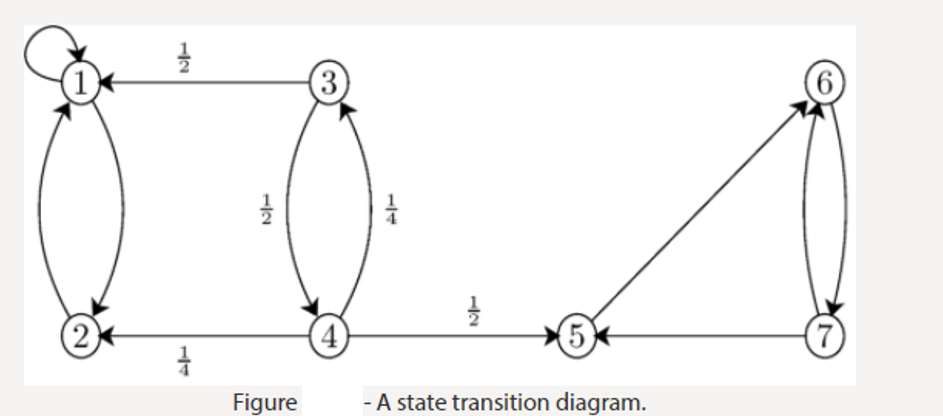 1/2
1 3 6
1/2 1/4
1/2
2 4 5 7
1/4
Figure - A state transition diagram.